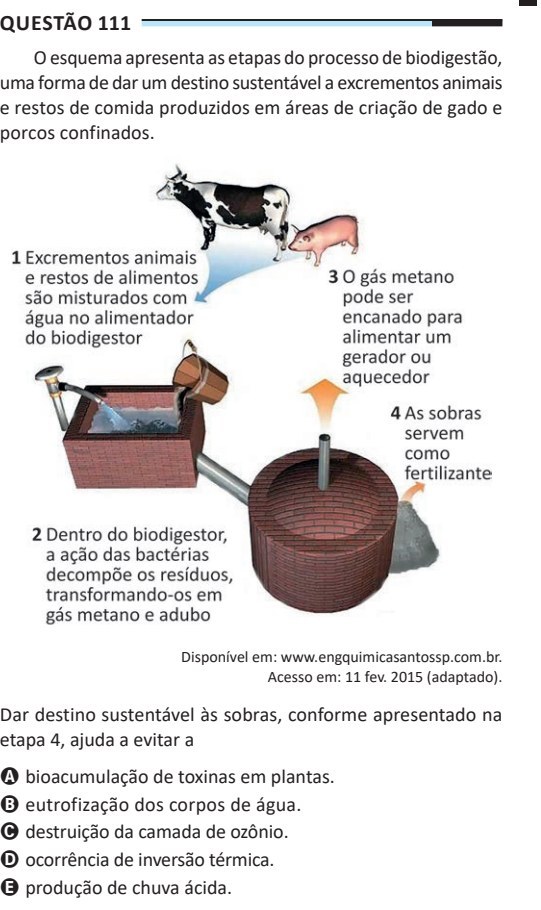 QUESTÃO 111
O esquema apresenta as etapas do processo de biodigestão,
uma forma de dar um destino sustentável a excrementos animais
e restos de comida produzidos em áreas de criação de gado e
porcos confinados.
1 Excrementos animais
e restos de alimentos
são misturados com
água no alimentador
do biodigestor
3 O gás metano
pode ser
encanado para
alimentar um
gerador ou
aquecedor
4 As sobras
servem
como
fertilizante
2 Dentro do biodigestor,
a ação das bactérias
decompõe os resíduos,
transformando-os em
gás metano e adubo
Disponível em: www.engquimicasantossp.com.br.
Acesso em: 11 fev. 2015 (adaptado).
Dar destino sustentável às sobras, conforme apresentado na
etapa 4, ajuda a evitar a
A bioacumulação de toxinas em plantas.
B eutrofização dos corpos de água.
C destruição da camada de ozônio.
D ocorrência de inversão térmica.
E produção de chuva ácida.